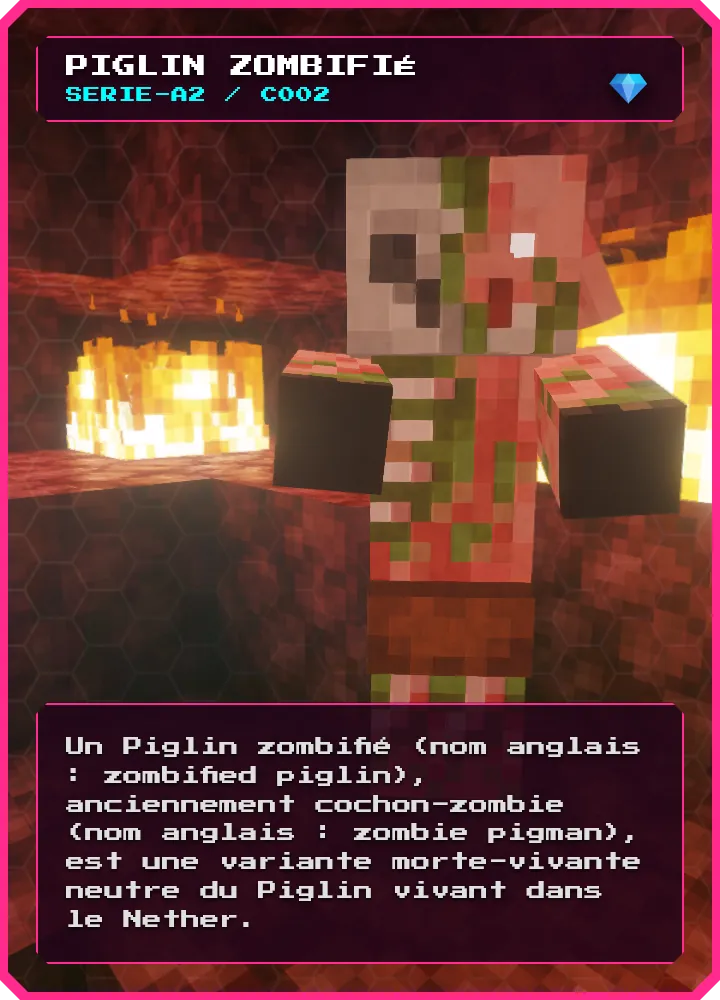 PIGLIN ZOMBIFIé
SERIE-A2 / C002
Un Piglin zombifié (nom anglais
: zombified piglin),
anciennement cochon-zombie
(nom anglais : zombie pigman),
est une variante morte-vivante
neutre du Piglin vivant dans
le Nether.